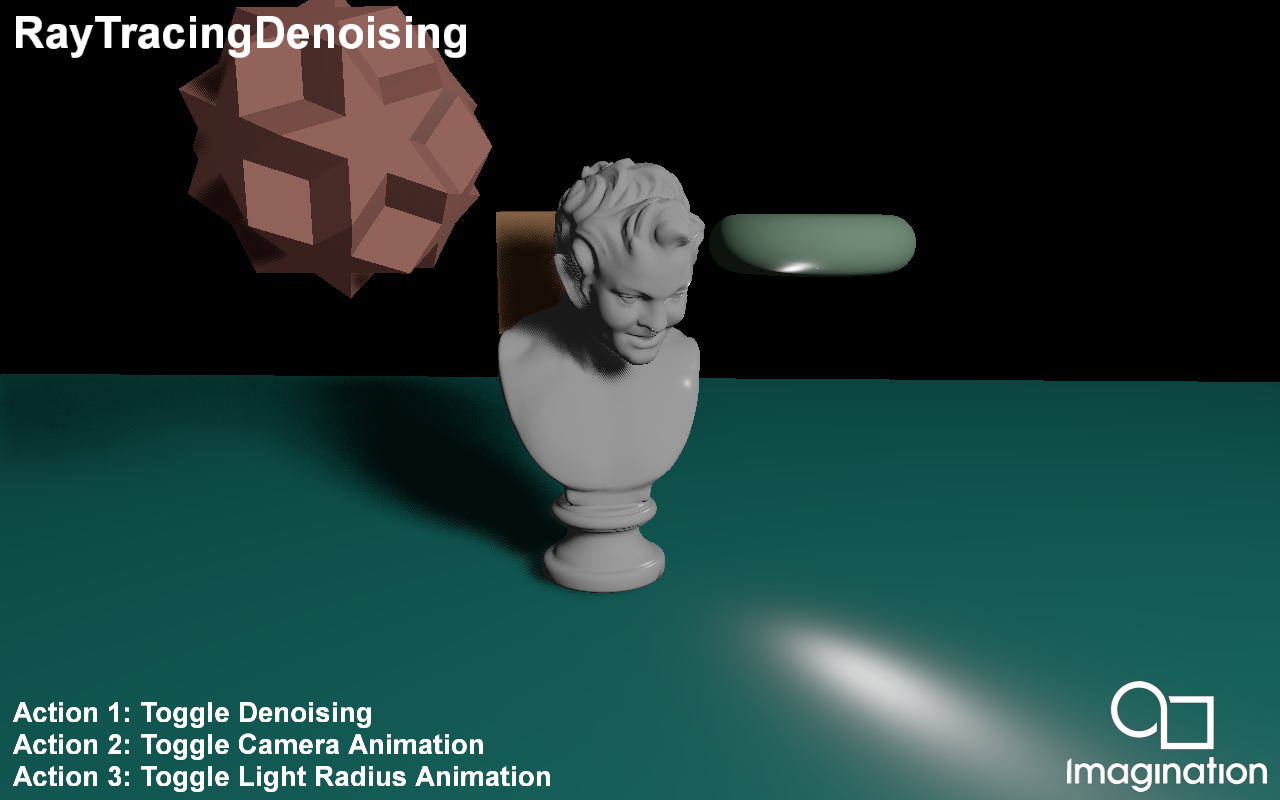 RayTracingDenoising
Action 1: Toggle Denoising
Action 2: Toggle Camera Animation
Action 3: Toggle Light Radius Animation
Imagination